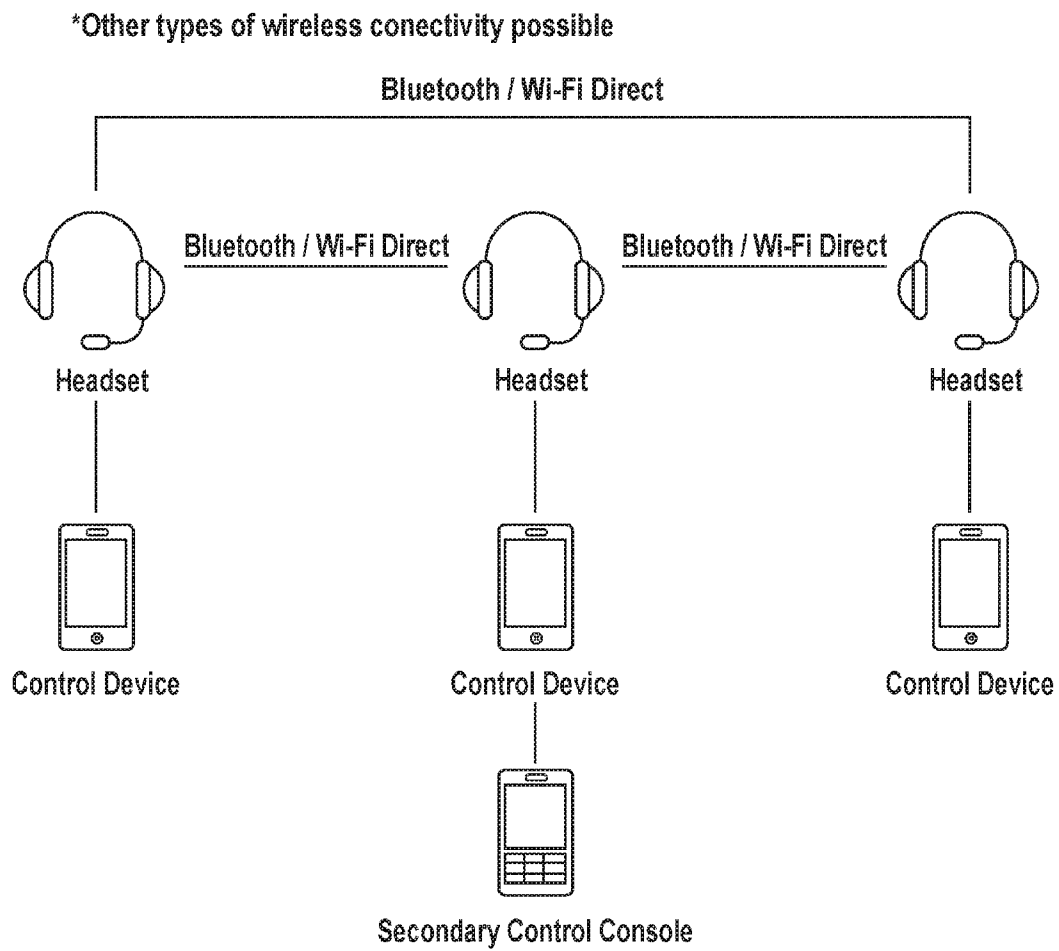 *Other types of wireless conectivity possible
Bluetooth / Wi-Fi Direct
Bluetooth / Wi-Fi Direct
Bluetooth / Wi-Fi Direct
Headset
Headset
Headset
Control Device
Control Device
Control Device
Secondary Control Console